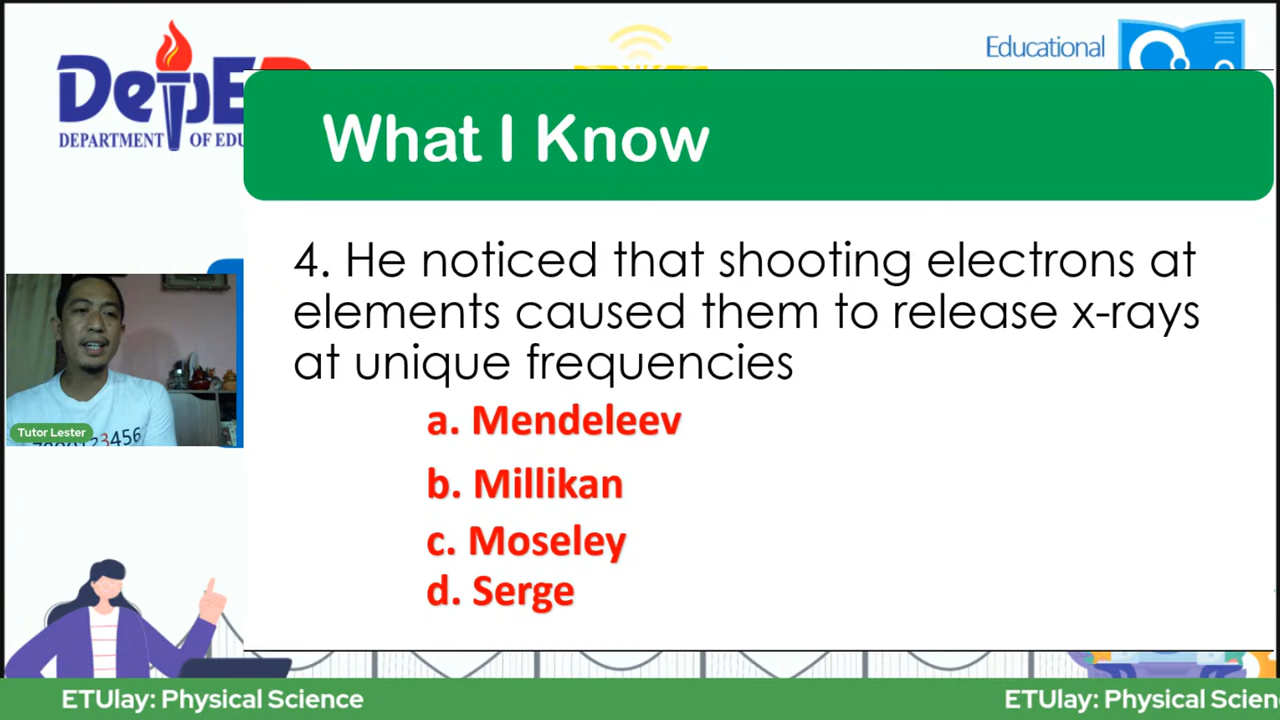 DepE
DEPARTMENT OF EDU
Educational
What I Know
4. He noticed that shooting electrons at
elements caused them to release x-rays
at unique frequencies
a. Mendeleev
b. Millikan
c. Moseley
d. Serge
Tutor Lester
ETUlay: Physical Science
ETUlay: Physical Scien